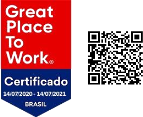 Great
Place
To
Work®
Certificado
14/07/2020 - 14/07/2021
BRASIL